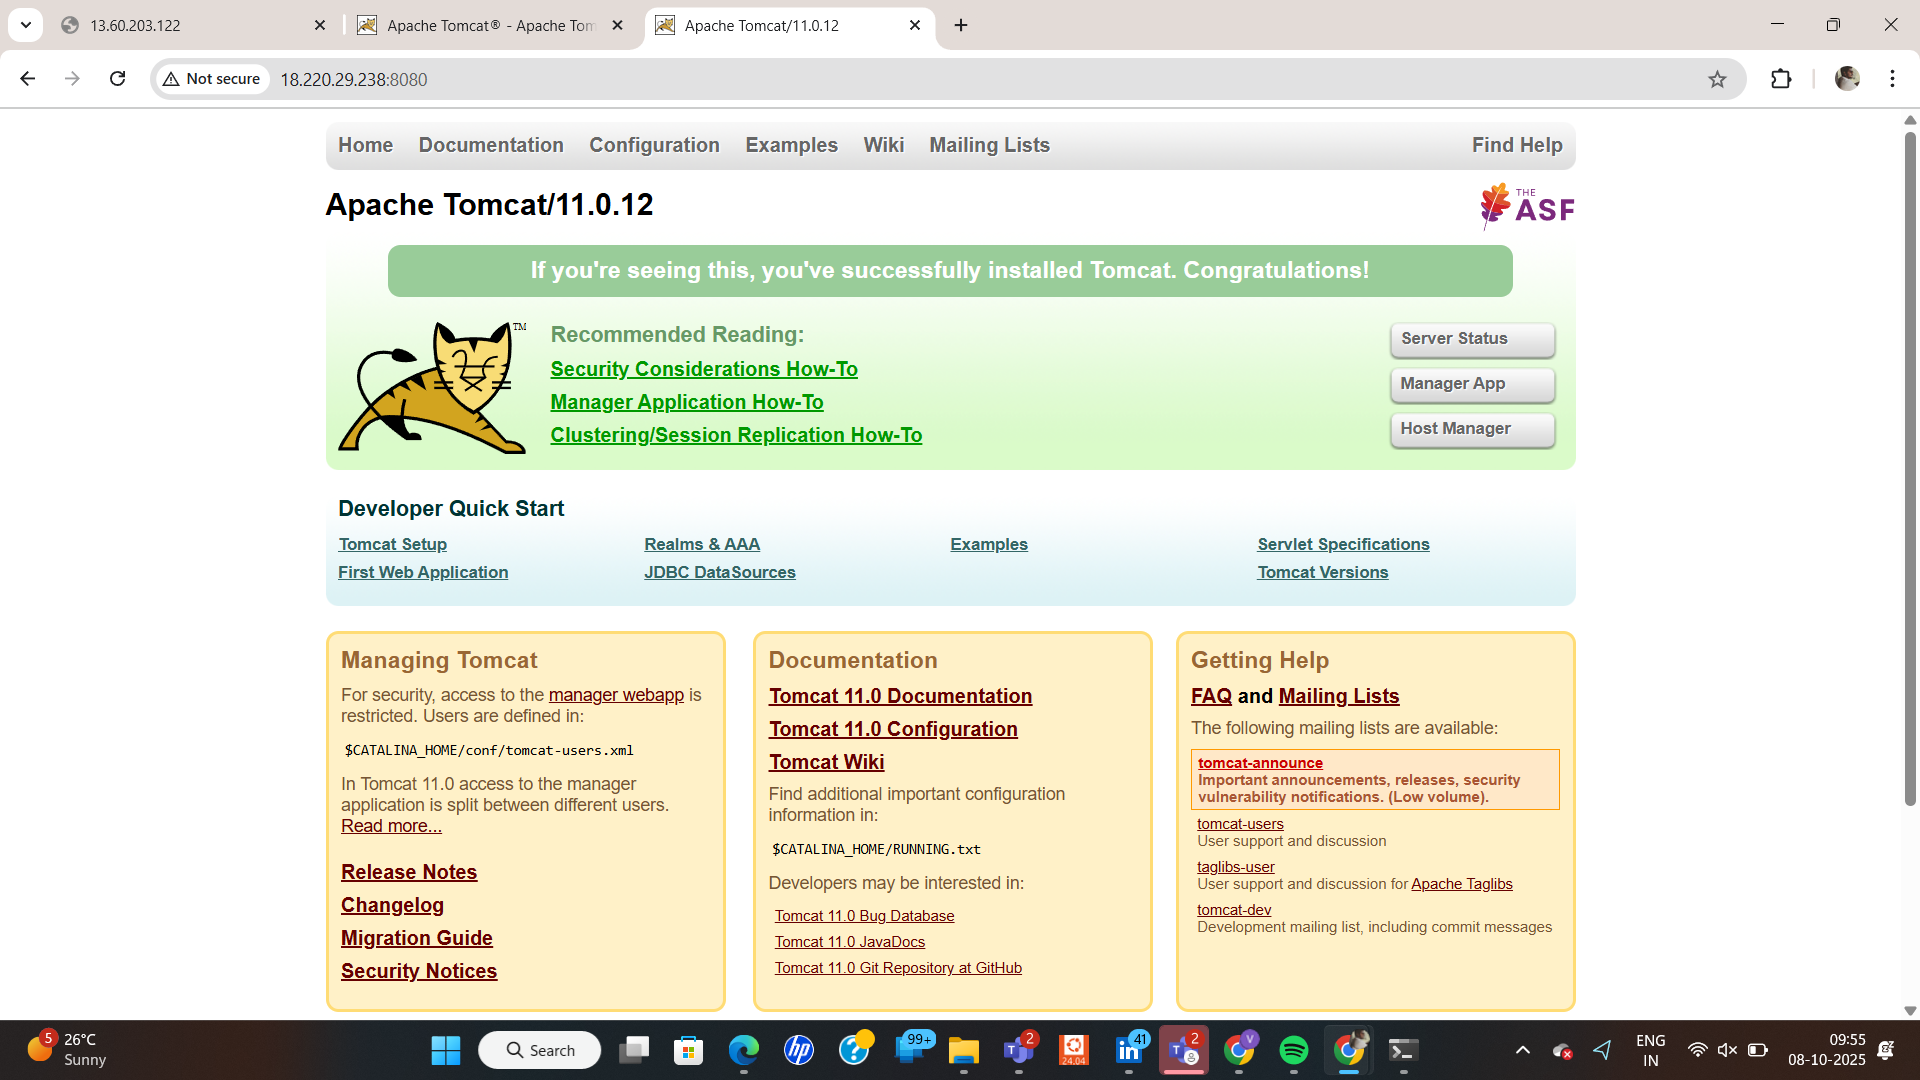 13.60.203.122
Apache Tomcat® - Apache Tom
Apache Tomcat/11.0.12
Not secure
18.220.29.238:8080
Home Documentation Configuration Examples Wiki Mailing Lists Find Help
Apache Tomcat/11.0.12
THE
ASF
If you're seeing this, you've successfully installed Tomcat. Congratulations!
TM
Recommended Reading:
Security Considerations How-To
Manager Application How-To
Clustering/Session Replication How-To
Server Status
Manager App
Host Manager
Developer Quick Start
Tomcat Setup
First Web Application
Realms & AAA
JDBC DataSources
Examples
Servlet Specifications
Tomcat Versions
Managing Tomcat
For security, access to the manager webapp is
restricted. Users are defined in:
$CATALINA_HOME/conf/tomcat-users.xml
In Tomcat 11.0 access to the manager
application is split between different users.
Read more...
Release Notes
Changelog
Migration Guide
Security Notices
Documentation
Tomcat 11.0 Documentation
Tomcat 11.0 Configuration
Tomcat Wiki
Find additional important configuration
information in:
$CATALINA_HOME/RUNNING.txt
Developers may be interested in:
Tomcat 11.0 Bug Database
Tomcat 11.0 JavaDocs
Tomcat 11.0 Git Repository at GitHub
Getting Help
FAQ and Mailing Lists
The following mailing lists are available:
tomcat-announce
Important announcements, releases, security
vulnerability notifications. (Low volume).
tomcat-users
User support and discussion
taglibs-user
User support and discussion for Apache Taglibs
tomcat-dev
Development mailing list, including commit messages
5
26°C
Sunny
Search
hp
?
99+
T
2
24.04
in
41
T
2
V
ENG
IN
09:55
08-10-2025